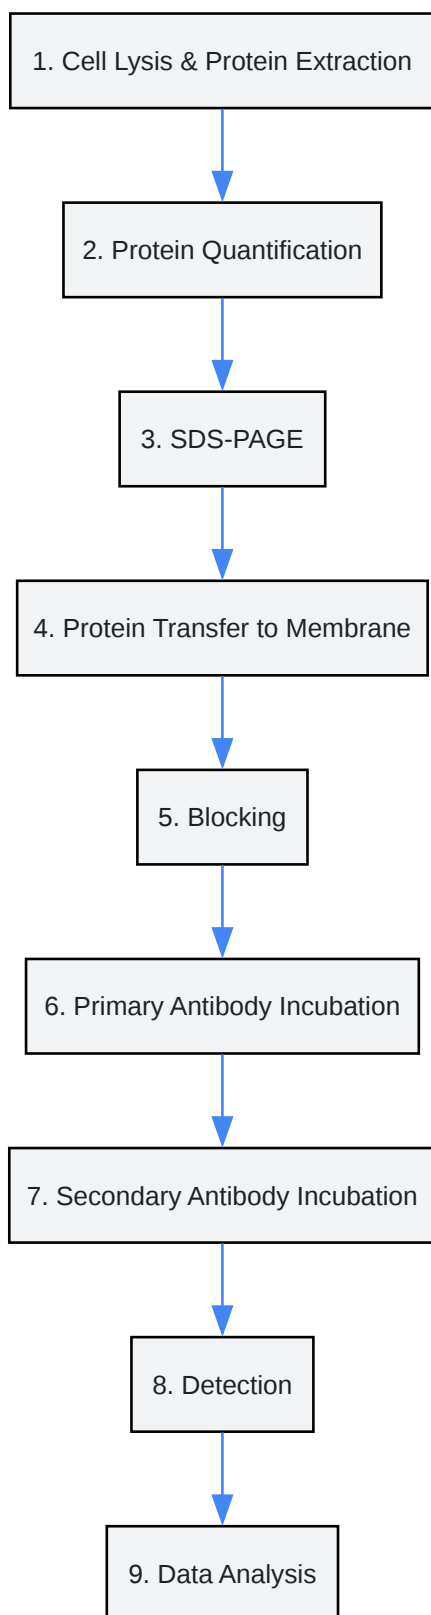 1. Cell Lysis & Protein Extraction
2. Protein Quantification
3. SDS-PAGE
4. Protein Transfer to Membrane
5. Blocking
6. Primary Antibody Incubation
7. Secondary Antibody Incubation
8. Detection
9. Data Analysis